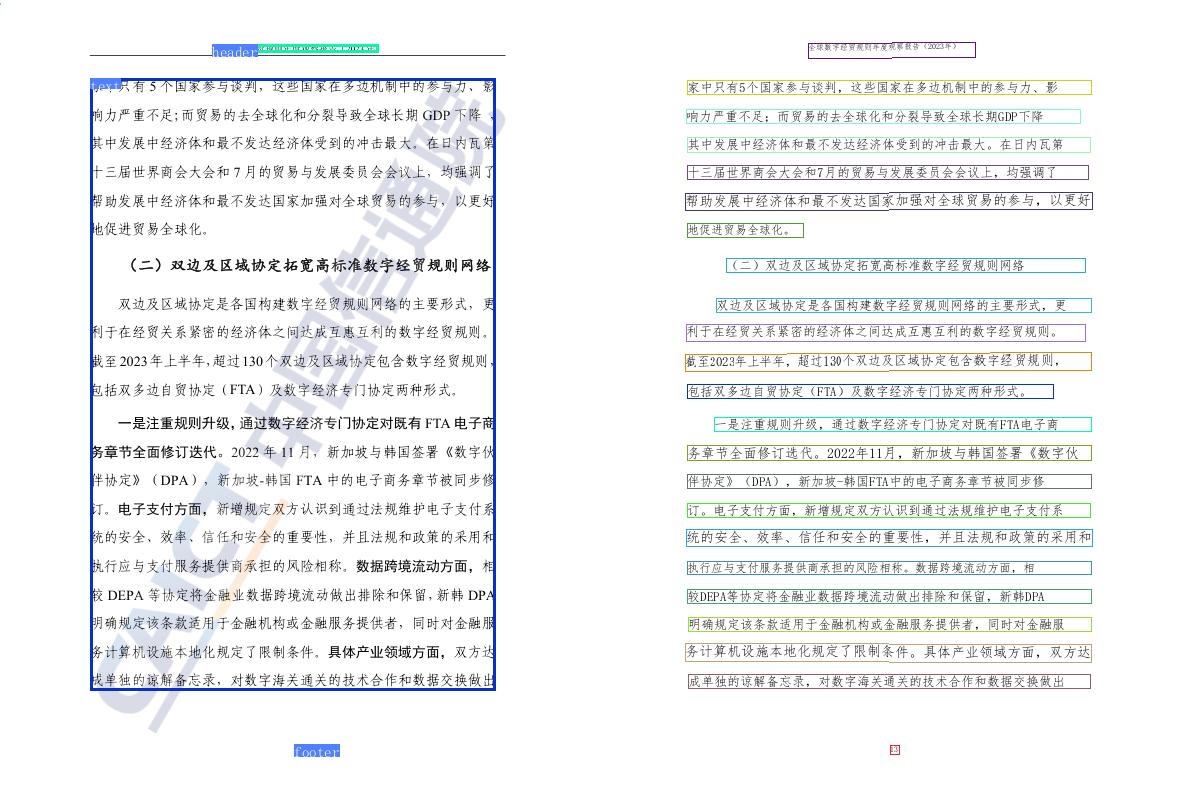 header
text
只有 5 个国家参与谈判，这些国家在多边机制中的参与力、影
响力严重不足；而贸易的去全球化和分裂导致全球长期 GDP 下降，
其中发展中经济体和最不发达经济体受到的冲击最大。在日内瓦第
十三届世界商会大会和 7 月的贸易与发展委员会会议上，均强调了
帮助发展中经济体和最不发达国家加强对全球贸易的参与，以更好
地促进贸易全球化。
（二）双边及区域协定拓宽高标准数字经贸规则网络
双边及区域协定是各国构建数字经贸规则网络的主要形式，更
利于在经贸关系紧密的经济体之间达成互惠互利的数字经贸规则。
截至 2023 年上半年，超过 130 个双边及区域协定包含数字经贸规则，
包括双多边自贸协定（FTA）及数字经济专门协定两种形式。
一是注重规则升级，通过数字经济专门协定对既有 FTA 电子商
务章节全面修订迭代。2022 年 11 月，新加坡与韩国签署《数字伙
伴协定》（DPA），新加坡-韩国 FTA 中的电子商务章节被同步修
订。电子支付方面，新增规定双方认识到通过法规维护电子支付系
统的安全、效率、信任和安全的重要性，并且法规和政策的采用和
执行应与支付服务提供商承担的风险相称。数据跨境流动方面，相
较 DEPA 等协定将金融业数据跨境流动做出排除和保留，新韩 DPA
明确规定该条款适用于金融机构或金融服务提供者，同时对金融服
务计算机设施本地化规定了限制条件。具体产业领域方面，双方达
成单独的谅解备忘录，对数字海关通关的技术合作和数据交换做出
footer
CAICT 中国信通院
全球数字经贸规则年度观察报告（2023年）
家中只有5个国家参与谈判，这些国家在多边机制中的参与力、影
响力严重不足；而贸易的去全球化和分裂导致全球长期GDP下降
其中发展中经济体和最不发达经济体受到的冲击最大。在日内瓦第
十三届世界商会大会和7月的贸易与发展委员会会议上，均强调了
帮助发展中经济体和最不发达国家加强对全球贸易的参与，以更好
地促进贸易全球化。
（二）双边及区域协定拓宽高标准数字经贸规则网络
双边及区域协定是各国构建数字经贸规则网络的主要形式，更
利于在经贸关系紧密的经济体之间达成互惠互利的数字经贸规则。
截至2023年上半年，超过130个双边及区域协定包含数字经贸规则，
包括双多边自贸协定（FTA）及数字经济专门协定两种形式。
一是注重规则升级，通过数字经济专门协定对既有FTA电子商
务章节全面修订迭代。2022年11月，新加坡与韩国签署《数字伙
伴协定》（DPA），新加坡-韩国FTA中的电子商务章节被同步修
订。电子支付方面，新增规定双方认识到通过法规维护电子支付系
统的安全、效率、信任和安全的重要性，并且法规和政策的采用和
执行应与支付服务提供商承担的风险相称。数据跨境流动方面，相
较DEPA等协定将金融业数据跨境流动做出排除和保留，新韩DPA
明确规定该条款适用于金融机构或金融服务提供者，同时对金融服
务计算机设施本地化规定了限制条件。具体产业领域方面，双方达
成单独的谅解备忘录，对数字海关通关的技术合作和数据交换做出
13